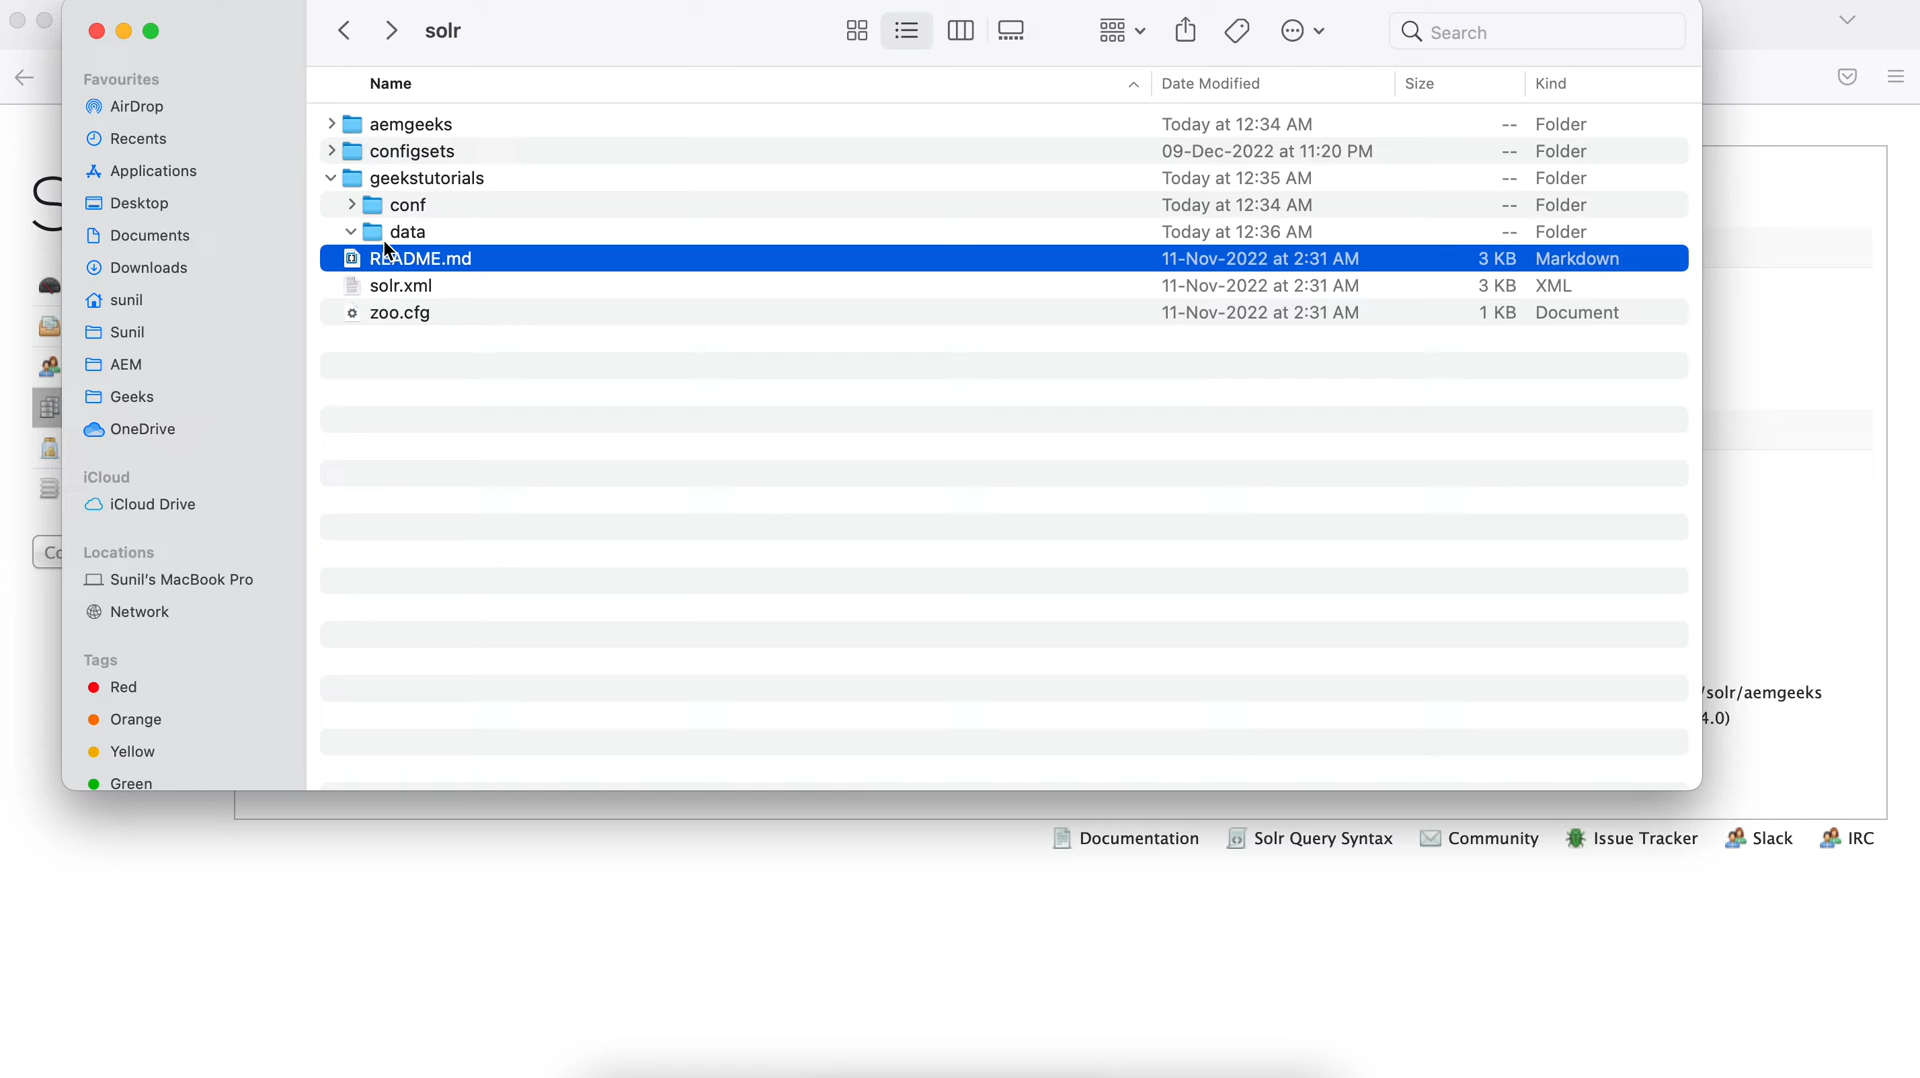 solr
Search
Favourites
AirDrop
Recents
Applications
Desktop
Documents
Downloads
sunil
Sunil
AEM
Geeks
OneDrive
iCloud
iCloud Drive
Locations
Sunil's MacBook Pro
Network
Tags
Red
Orange
Yellow
Green
Name Date Modified Size Kind
aemgeeks Today at 12:34 AM -- Folder
configsets 09-Dec-2022 at 11:20 PM -- Folder
geekstutorials Today at 12:35 AM -- Folder
conf Today at 12:34 AM -- Folder
data Today at 12:36 AM -- Folder
README.md 11-Nov-2022 at 2:31 AM 3 KB Markdown
solr.xml 11-Nov-2022 at 2:31 AM 3 KB XML
zoo.cfg 11-Nov-2022 at 2:31 AM 1 KB Document
/solr/aemgeeks
4.0)
Documentation Solr Query Syntax Community Issue Tracker Slack IRC